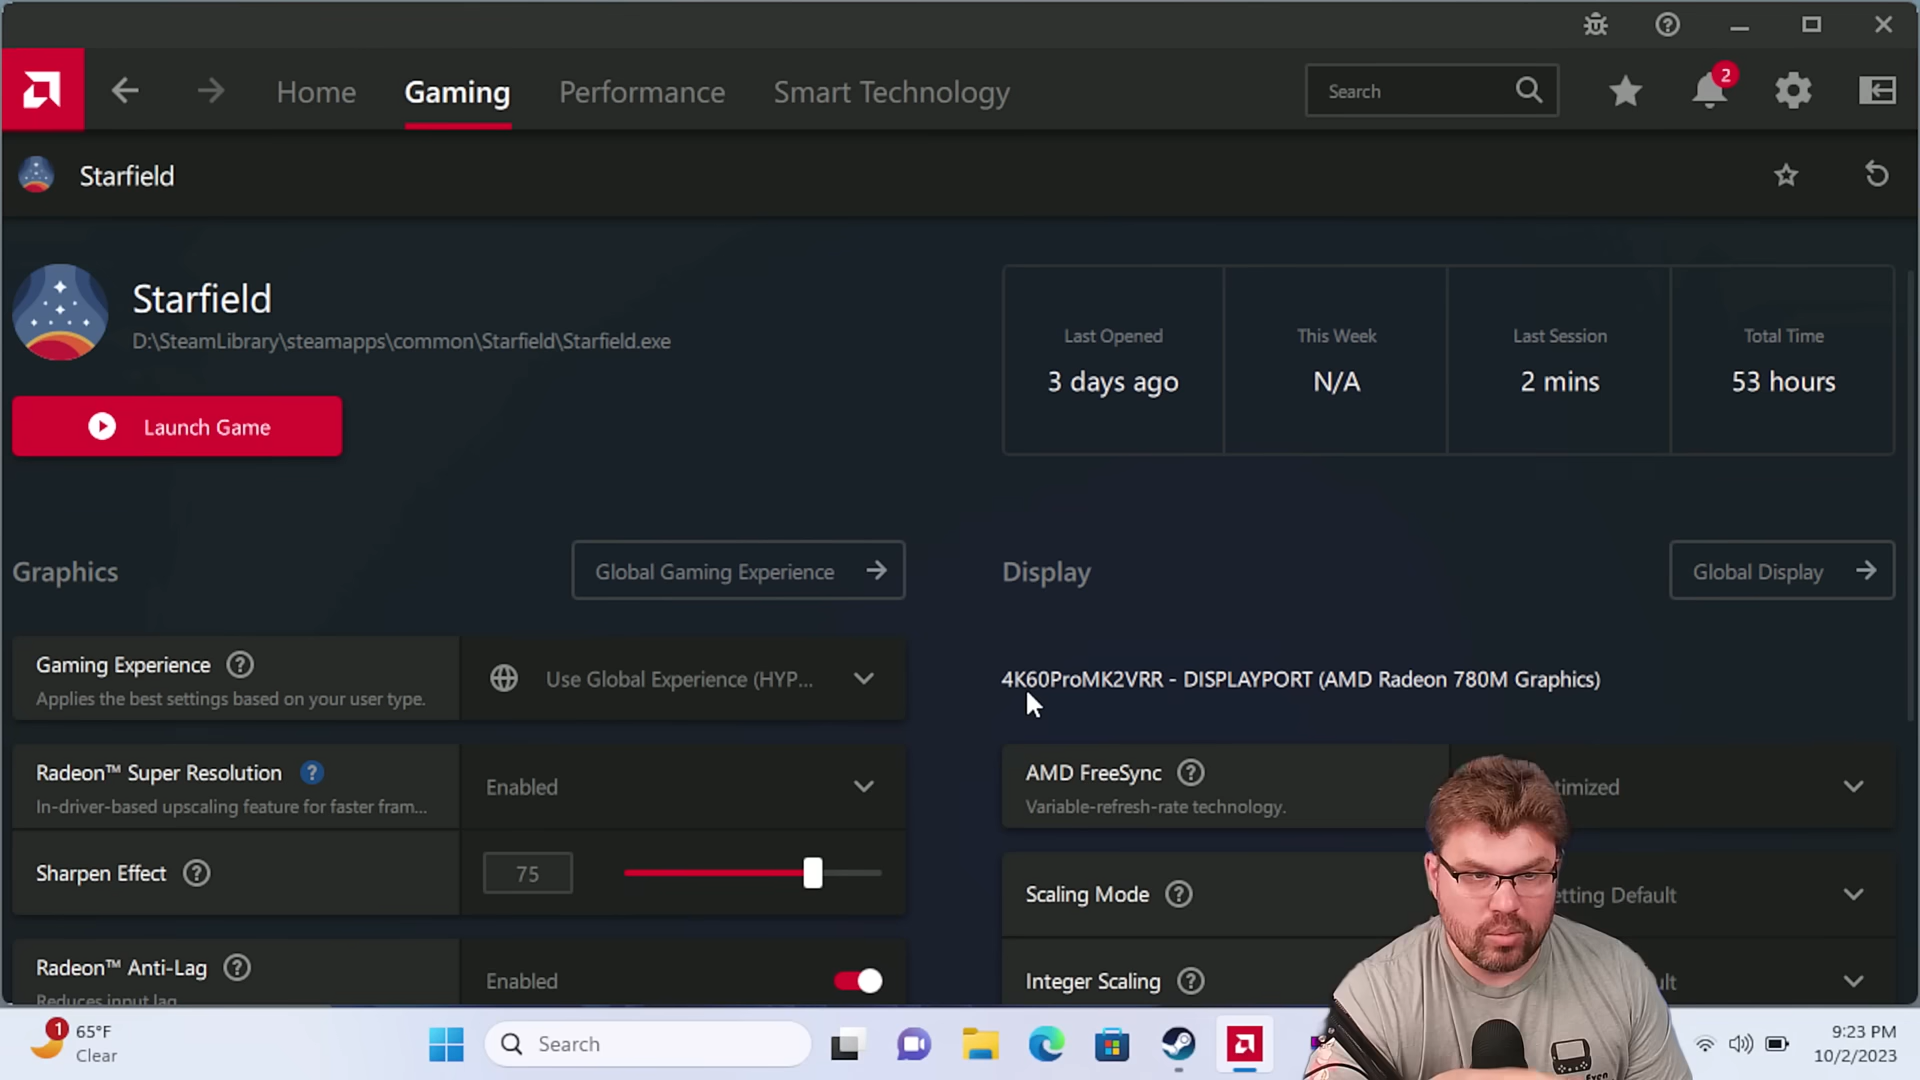 Home
Gaming
Performance
Smart Technology
Search
2
Starfield
Starfield
D:\SteamLibrary\steamapps\common\Starfield\Starfield.exe
Launch Game
Last Opened
3 days ago
This Week
N/A
Last Session
2 mins
Total Time
53 hours
Graphics
Global Gaming Experience
Display
Global Display
Gaming Experience
Applies the best settings based on your user type.
Use Global Experience (HYP...
4K60ProMK2VRR - DISPLAYPORT (AMD Radeon 780M Graphics)
Radeon™ Super Resolution
In-driver-based upscaling feature for faster fram...
Enabled
AMD FreeSync
Variable-refresh-rate technology.
timized
Sharpen Effect
75
Scaling Mode
etting Default
Radeon™ Anti-Lag
Reduces input lag
Enabled
Integer Scaling
1
65°F
Clear
Search
9:23 PM
10/2/2023